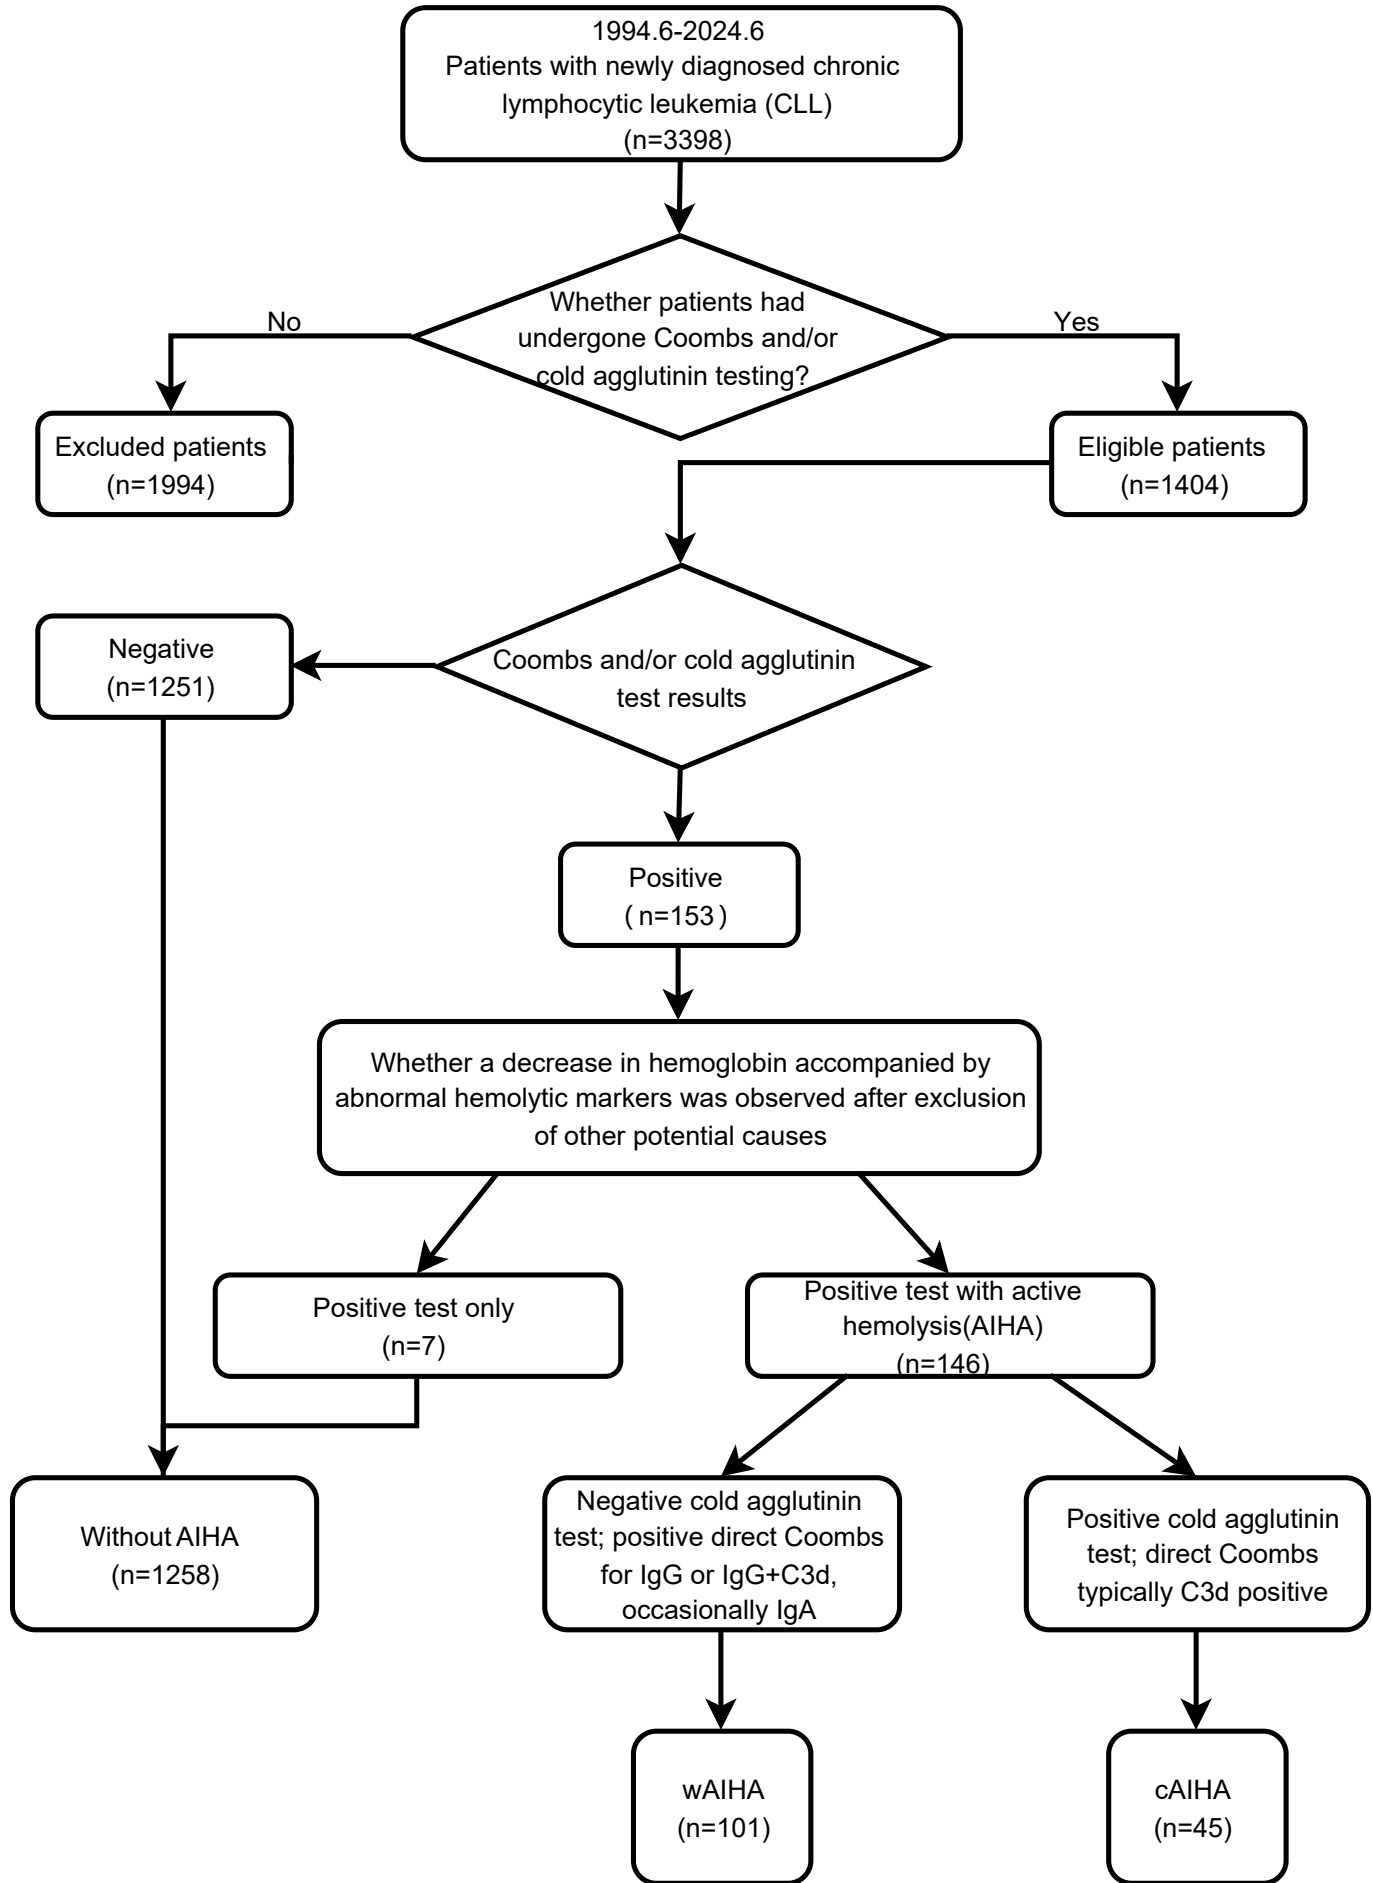 1994.6-2024.6
Patients with newly diagnosed chronic
lymphocytic leukemia (CLL)
(n=3398)
Whether patients had
undergone Coombs and/or
cold agglutinin testing?
No
Yes
Excluded patients
(n=1994)
Eligible patients
(n=1404)
Coombs and/or cold agglutinin
test results
Negative
(n=1251)
Positive
( n=153 )
Whether a decrease in hemoglobin accompanied by
abnormal hemolytic markers was observed after exclusion
of other potential causes
Positive test only
(n=7)
Positive test with active
hemolysis(AIHA)
(n=146)
Without AIHA
(n=1258)
Negative cold agglutinin
test; positive direct Coombs
for IgG or IgG+C3d,
occasionally IgA
Positive cold agglutinin
test; direct Coombs
typically C3d positive
wAIHA
(n=101)
cAIHA
(n=45)